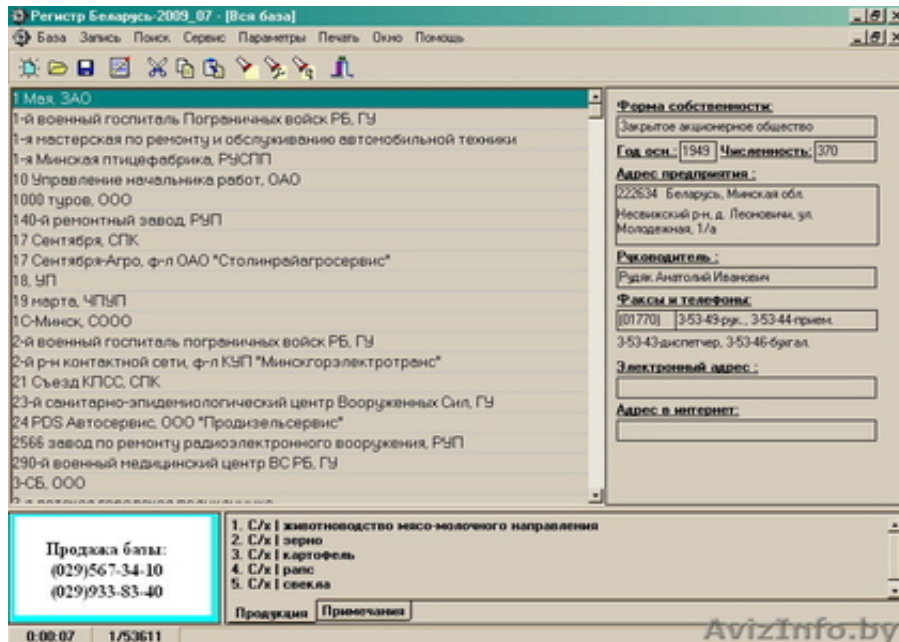 Регистр Беларусь-2009_07 - [Вся база]
База Запись Поиск Сервис Параметры Печать Окно Помощь
1 Мая, ЗАО
1-й военный госпиталь Пограничных войск РБ, ГУ
1-я мастерская по ремонту и обслуживанию автомобильной техники
1-я Минская птицефабрика, РУСПП
10 Управление начальника работ, ОАО
1000 туров, ООО
140-й ремонтный завод, РУП
17 Сентября, СПК
17 Сентября-Агро, ф-л ОАО "Столинрайагросервис"
18, УП
19 марта, ЧПУП
1С-Минск, СООО
2-й военный госпиталь пограничных войск РБ, ГУ
2-й р-н контактной сети, ф-л КУП "Минскгорэлектротранс"
21 Съезд КПСС, СПК
23-й санитарно-эпидемиологический центр Вооруженных Сил, ГУ
24 PDS Автосервис, ООО "Продизельсервис"
2566 завод по ремонту радиоэлектронного вооружения, РУП
290-й военный медицинский центр ВС РБ, ГУ
3-СБ, ООО
Форма собственности:
Закрытое акционерное общество
Год осн.: 1949 Численность: 370
Адрес предприятия :
222634 Беларусь, Минская обл.
Несвижский р-н, д. Леоновичи, ул.
Молодежная, 1/а
Руководитель :
Рудяк Анатолий Иванович
Факсы и телефоны:
(01770) 3-53-49-рук., 3-53-44-прием.
3-53-43-диспетчер, 3-53-46-бухгал.
Электронный адрес :
Адрес в интернет:
Продажа базы:
(029)567-34-10
(029)933-83-40
1. С/х | животноводство мясо-молочного направления
2. С/х | зерно
3. С/х | картофель
4. С/х | рапс
5. С/х | свекла
Продукция Примечания
0:00:07 1/53611
AvizInfo.by